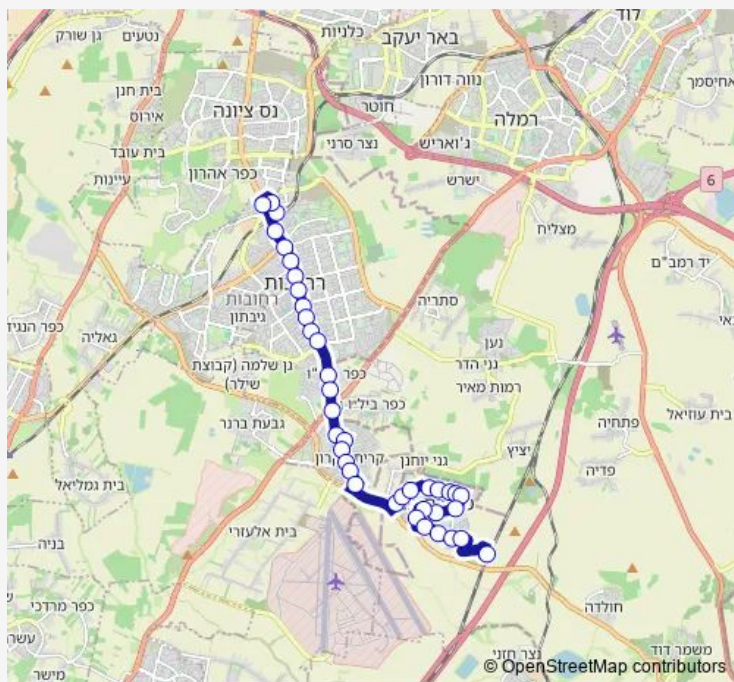 נטעים
גן שורק
כלניות
באר יעקב
לוד
אחיסמך
בית חנן
אירוס
נס ציונה
נווה דורון
חוטר
רמלה
נצר סרני
ג'ואריש
בית עובד
עיינות
כפר אהרון
ישרש
6
מצליח
יד רמב"ם
רחובות
רחובות
גיבתון
סתריה
גאליה
כפר הנגיד
נען
גני הדר
רמות מאיר
גן שלמה (קבוצת
שילר)
כפר ביל"ו
גבעת ברנר
בית עוזיאל
פתחיה
יציץ
פדיה
גני יוחנן
בית גמליאל
בית אלעזרי
בניה
חולדה
כפר מרדכי
עשרת
משמר דוד
נצר חזני
מישר
© OpenStreetMap contributors